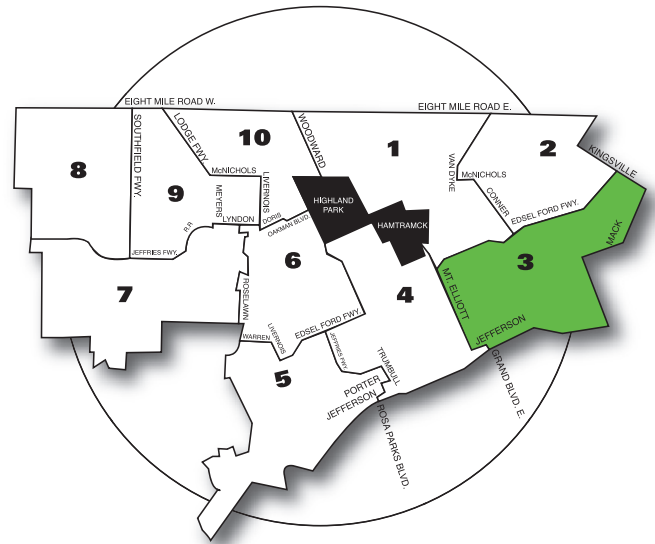 EIGHT MILE ROAD W.
EIGHT MILE ROAD E.
SOUTHFIELD FWY.
LODGE FWY.
10
WOODWARD
1
2
KINGSVILLE
8
9
McNICHOLS
MEYERS
LIVERNOIS
VAN DYKE
McNICHOLS
CONNER
HIGHLAND
PARK
LYNDON
DORIS
OAKMAN BLVD.
HAMTRAMCK
EDSEL FORD FWY.
MACK
R.R
JEFFRIES FWY.
6
3
7
ROSELAWN
4
MT. ELLIOTT
EDSEL FORD FWY.
WARREN
LIVERNOIS
JEFFRIES FWY.
JEFFERSON
5
TRUMBULL
GRAND BLVD. E.
PORTER
JEFFERSON
ROSA PARKS BLVD.